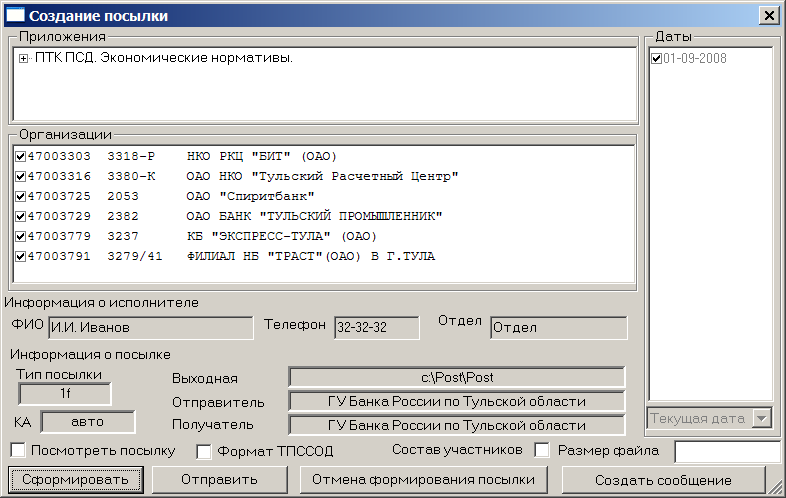 Создание посылки
Приложения
ПТК ПСД. Экономические нормативы.
Даты
01-09-2008
Организации
47003303 3318-Р НКО РКЦ "БИТ" (ОАО)
47003316 3380-К ОАО НКО "Тульский Расчетный Центр"
47003725 2053 ОАО "Спиритбанк"
47003729 2382 ОАО БАНК "ТУЛЬСКИЙ ПРОМЫШЛЕННИК"
47003779 3237 КБ "ЭКСПРЕСС-ТУЛА" (ОАО)
47003791 3279/41 ФИЛИАЛ НБ "ТРАСТ"(ОАО) В Г.ТУЛА
Информация о исполнителе
ФИО И.И. Иванов Телефон 32-32-32 Отдел Отдел
Информация о посылке
Тип посылки
1f
КА авто
Выходная c:\Post\Post
Отправитель ГУ Банка России по Тульской области
Получатель ГУ Банка России по Тульской области
Текущая дата
Посмотреть посылку Формат ТПССОД Состав участников Размер файла
Сформировать Отправить Отмена формирования посылки Создать сообщение